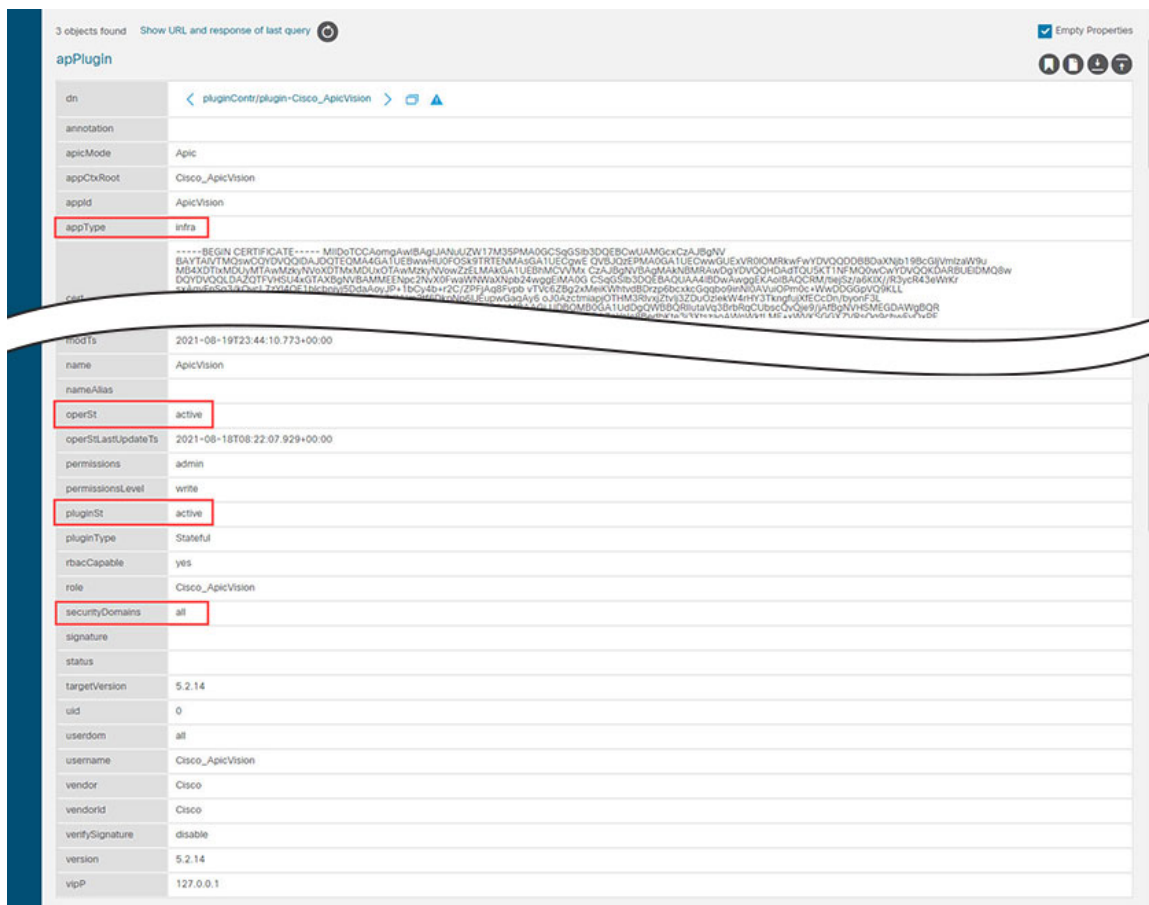 3 objects found Show URL and response of last query Empty Properties
apPlugin
dn pluginContr/plugin-Cisco_ApicVision
annotation
apicMode Apic
appCtxRoot Cisco_ApicVision
appId ApicVision
appType infra
-----BEGIN CERTIFICATE-----
cert
modTs 2021-08-19T23:44:10.773+00:00
name ApicVision
nameAlias
operSt active
operStLastUpdateTs 2021-08-18T08:22:07.929+00:00
permissions admin
permissionsLevel write
pluginSt active
pluginType Stateful
rbacCapable yes
role Cisco_ApicVision
securityDomains all
signature
status
targetVersion 5.2.14
uid 0
userdom all
username Cisco_ApicVision
vendor Cisco
vendorId Cisco
verifySignature disable
version 5.2.14
vipP 127.0.0.1